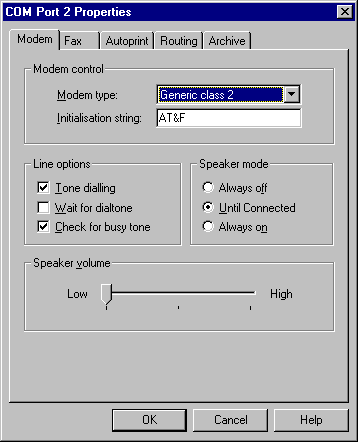 COM Port 2 Properties
Modem Fax Autoprint Routing Archive
Modem control
Modem type: Generic class 2
Initialisation string: AT&F
Line options
Tone dialling
Wait for dialtone
Check for busy tone
Speaker mode
Always off
Until Connected
Always on
Speaker volume
Low High
OK Cancel Help